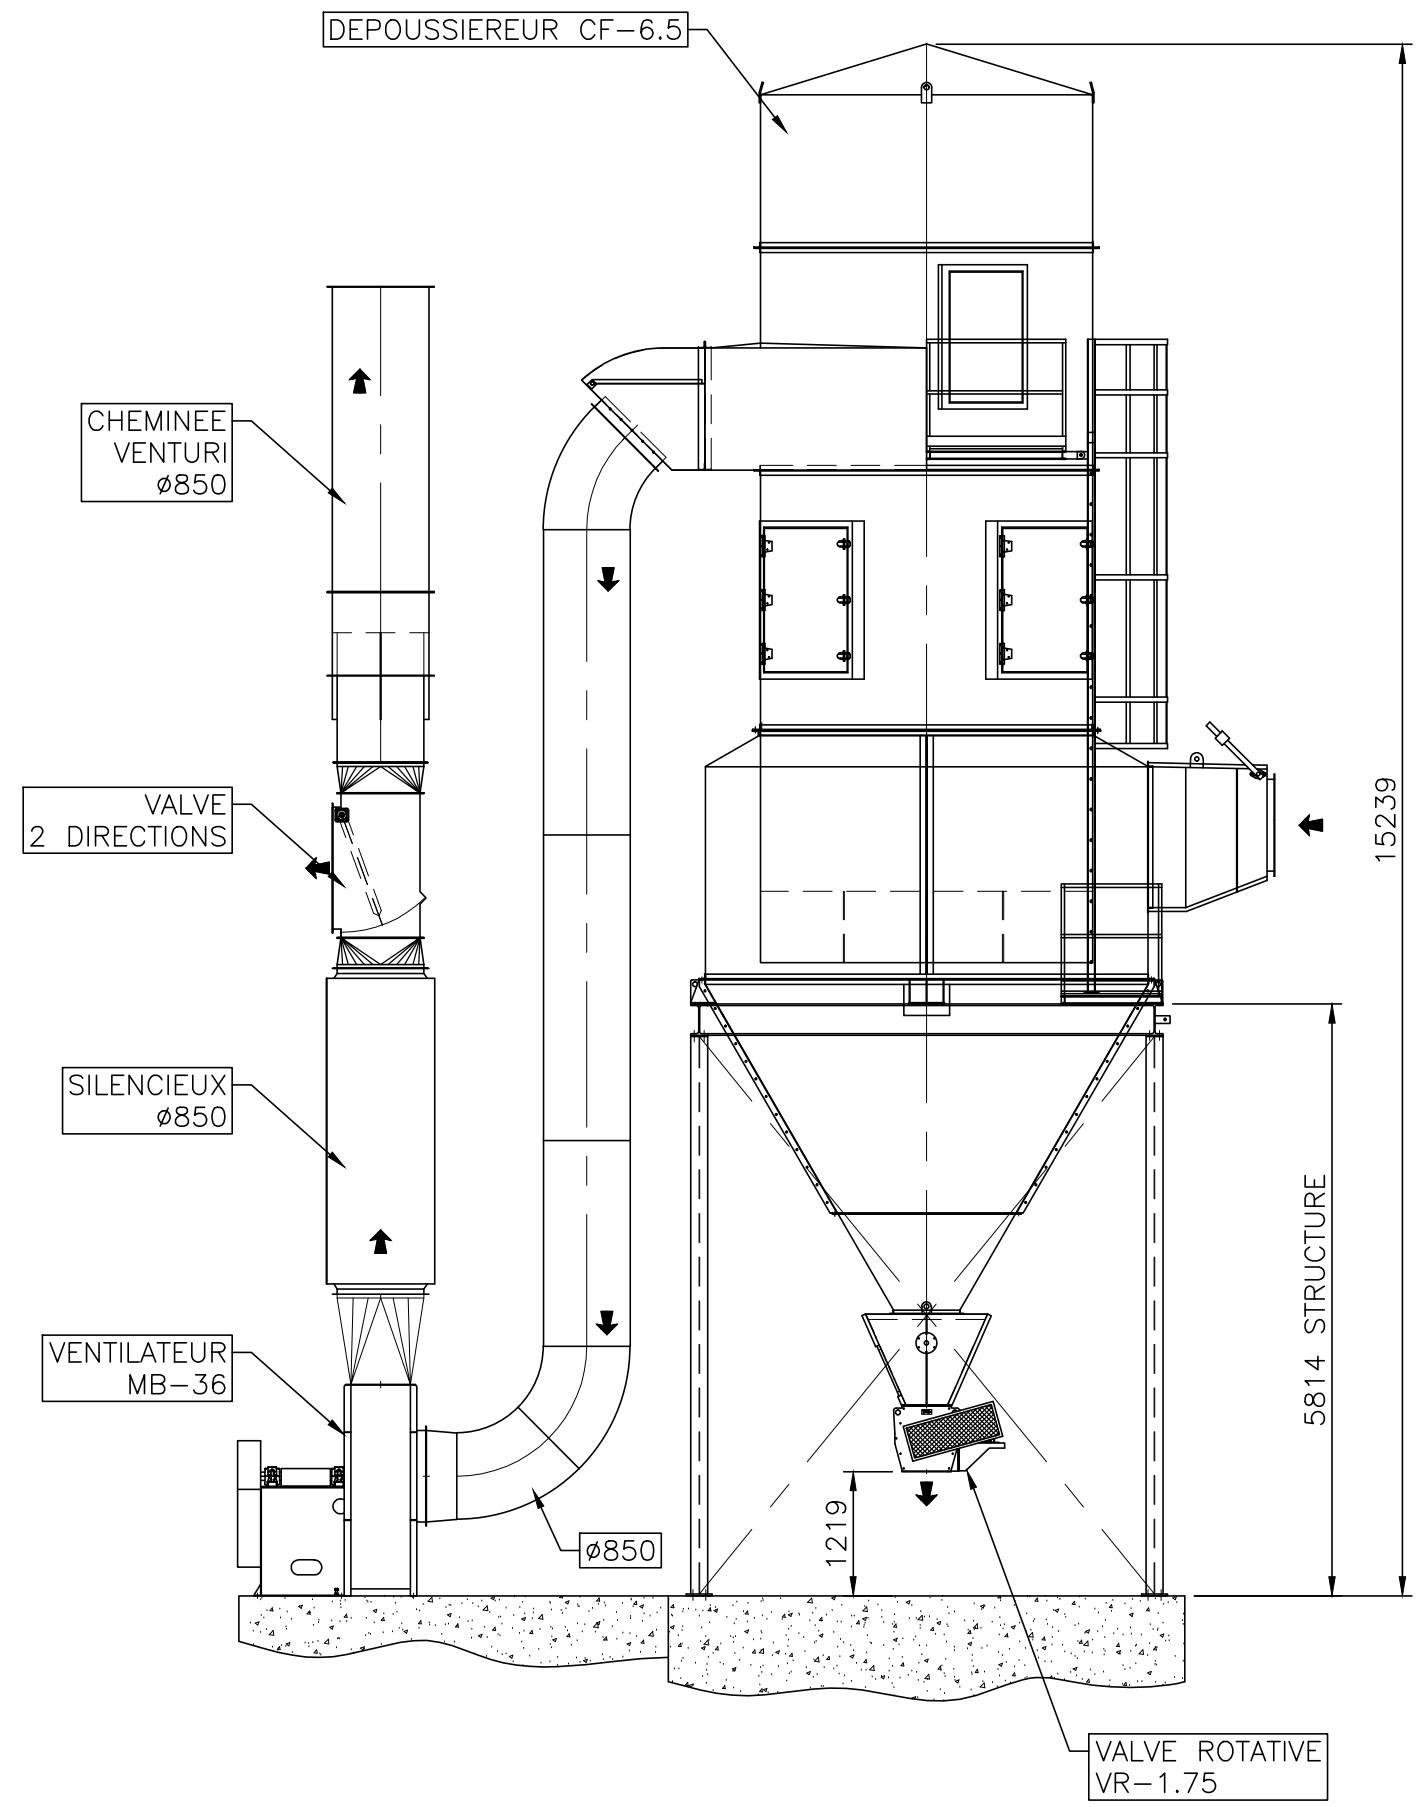 DEPOUSSIEREUR CF-6.5
CHEMINEE
VENTURI
ø850
VALVE
2 DIRECTIONS
SILENCIEUX
ø850
VENTILATEUR
MB-36
ø850
1219
15239
5814 STRUCTURE
VALVE ROTATIVE
VR-1.75